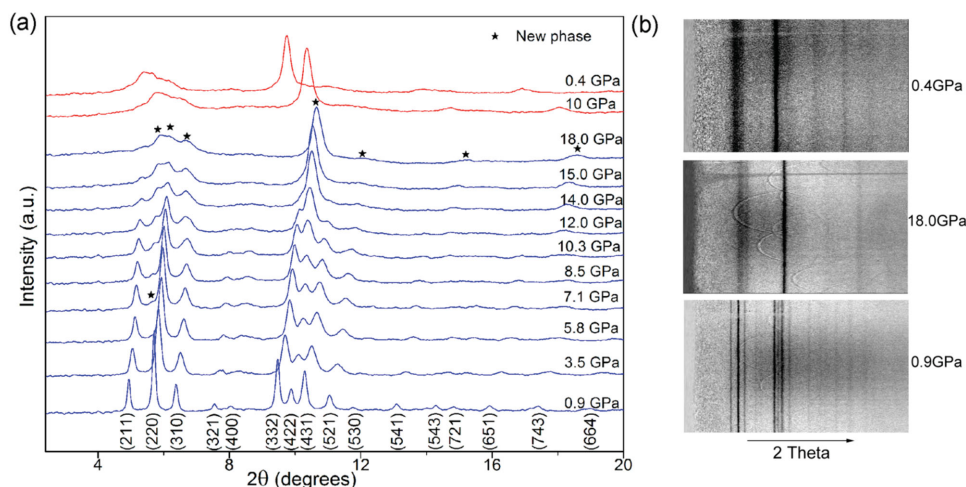 (a)
Intensity (a.u.)
★ New phase
0.4 GPa
10 GPa
18.0 GPa
15.0 GPa
14.0 GPa
12.0 GPa
10.3 GPa
8.5 GPa
7.1 GPa
5.8 GPa
3.5 GPa
0.9 GPa
(211)
(220)
(310)
(321)
(400)
(332)
(422)
(431)
(521)
(530)
(541)
(543)
(721)
(651)
(743)
(664)
4 8 12 16 20
2θ (degrees)
(b)
0.4GPa
18.0GPa
0.9GPa
2 Theta